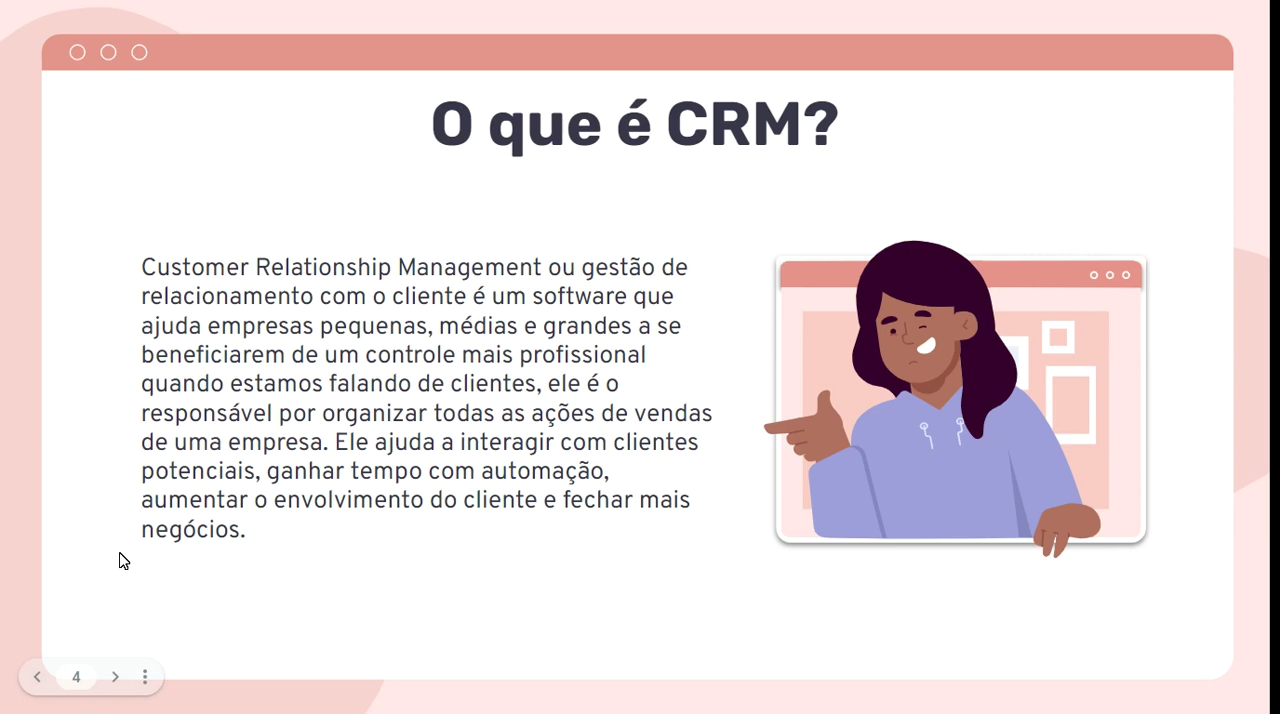 O que é CRM?
Customer Relationship Management ou gestão de
relacionamento com o cliente é um software que
ajuda empresas pequenas, médias e grandes a se
beneficiarem de um controle mais profissional
quando estamos falando de clientes, ele é o
responsável por organizar todas as ações de vendas
de uma empresa. Ele ajuda a interagir com clientes
potenciais, ganhar tempo com automação,
aumentar o envolvimento do cliente e fechar mais
negócios.
4